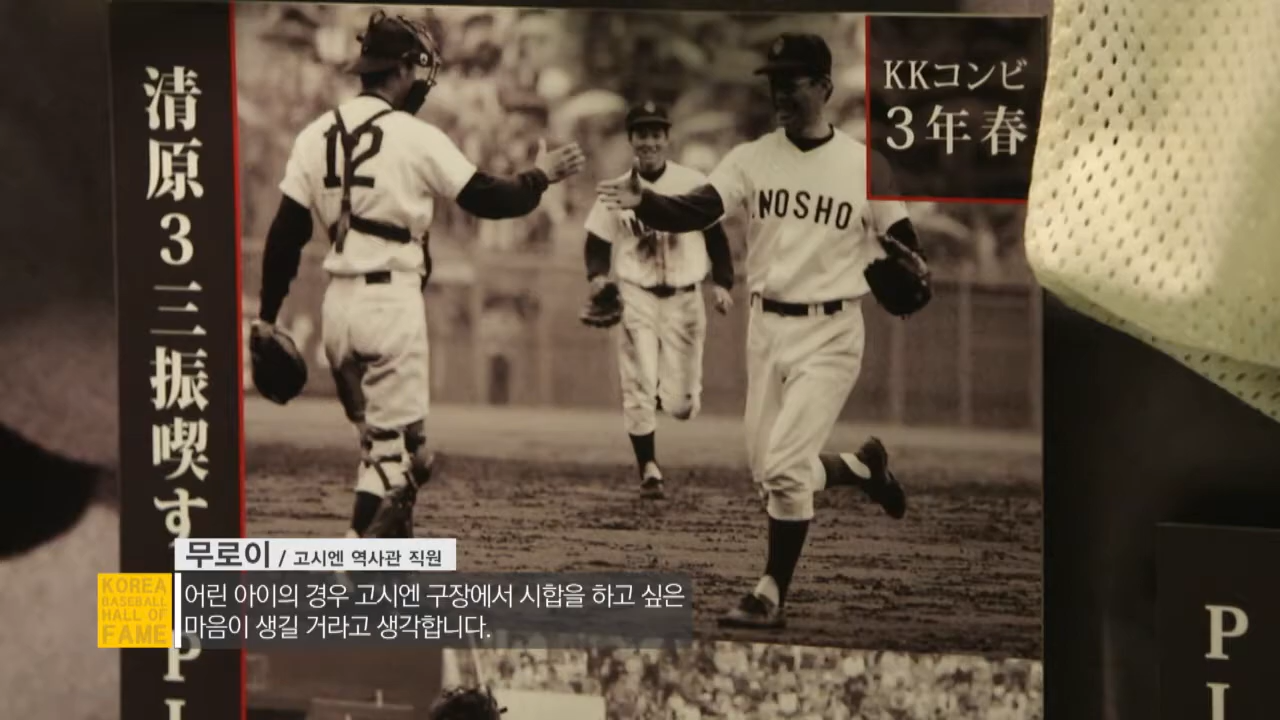 清原3三振喫す
PL
KKコンビ
3年春
12
INOSHO
무로이 / 고시엔 역사관 직원
KOREA
BASEBALL
HALL OF
FAME
어린 아이의 경우 고시엔 구장에서 시합을 하고 싶은
마음이 생길 거라고 생각합니다.
P